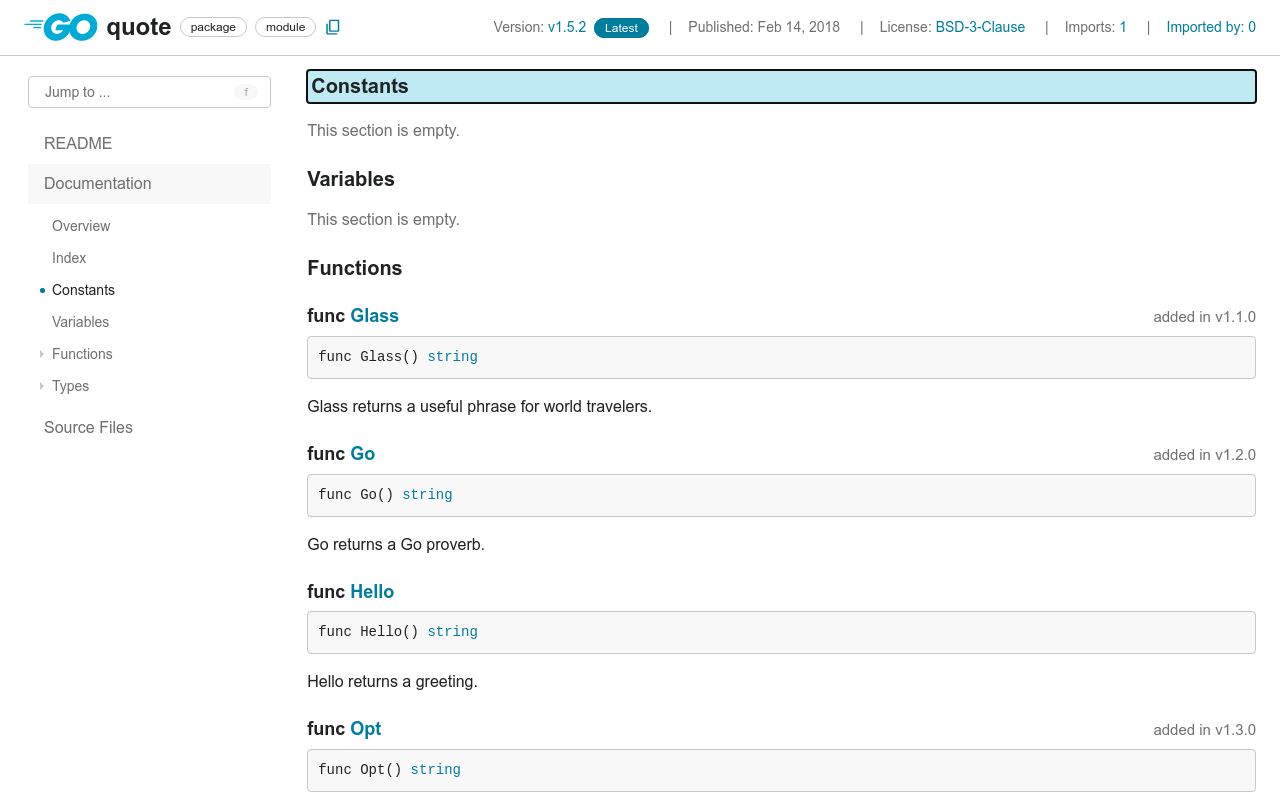 GO quote package module
Version: v1.5.2 Latest | Published: Feb 14, 2018 | License: BSD-3-Clause | Imports: 1 | Imported by: 0
Jump to ... f
README
Documentation
Overview
Index
Constants
Variables
Functions
Types
Source Files
Constants
This section is empty.
Variables
This section is empty.
Functions
func Glass added in v1.1.0
func Glass() string
Glass returns a useful phrase for world travelers.
func Go added in v1.2.0
func Go() string
Go returns a Go proverb.
func Hello
func Hello() string
Hello returns a greeting.
func Opt added in v1.3.0
func Opt() string